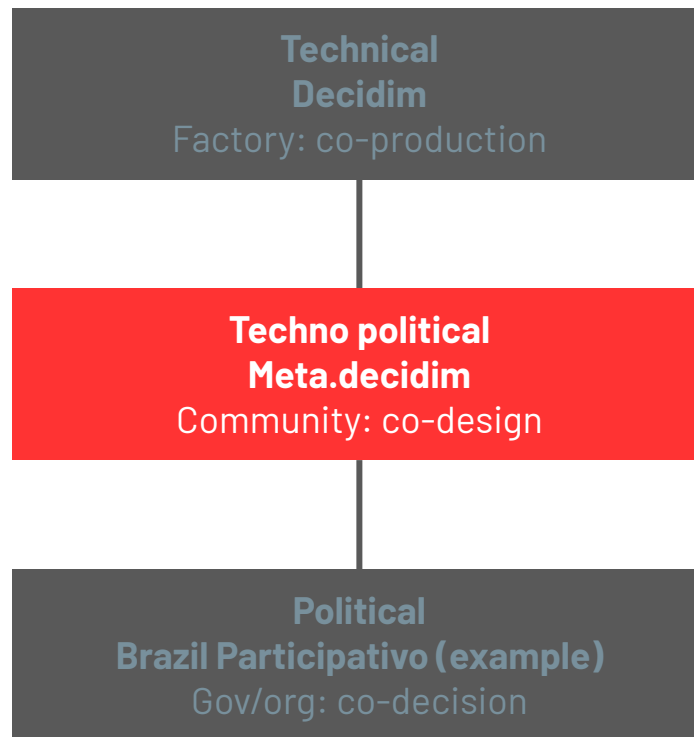 Technical
Decidim
Factory: co-production
Techno political
Meta.decidim
Community: co-design
Political
Brazil Participativo (example)
Gov/org: co-decision